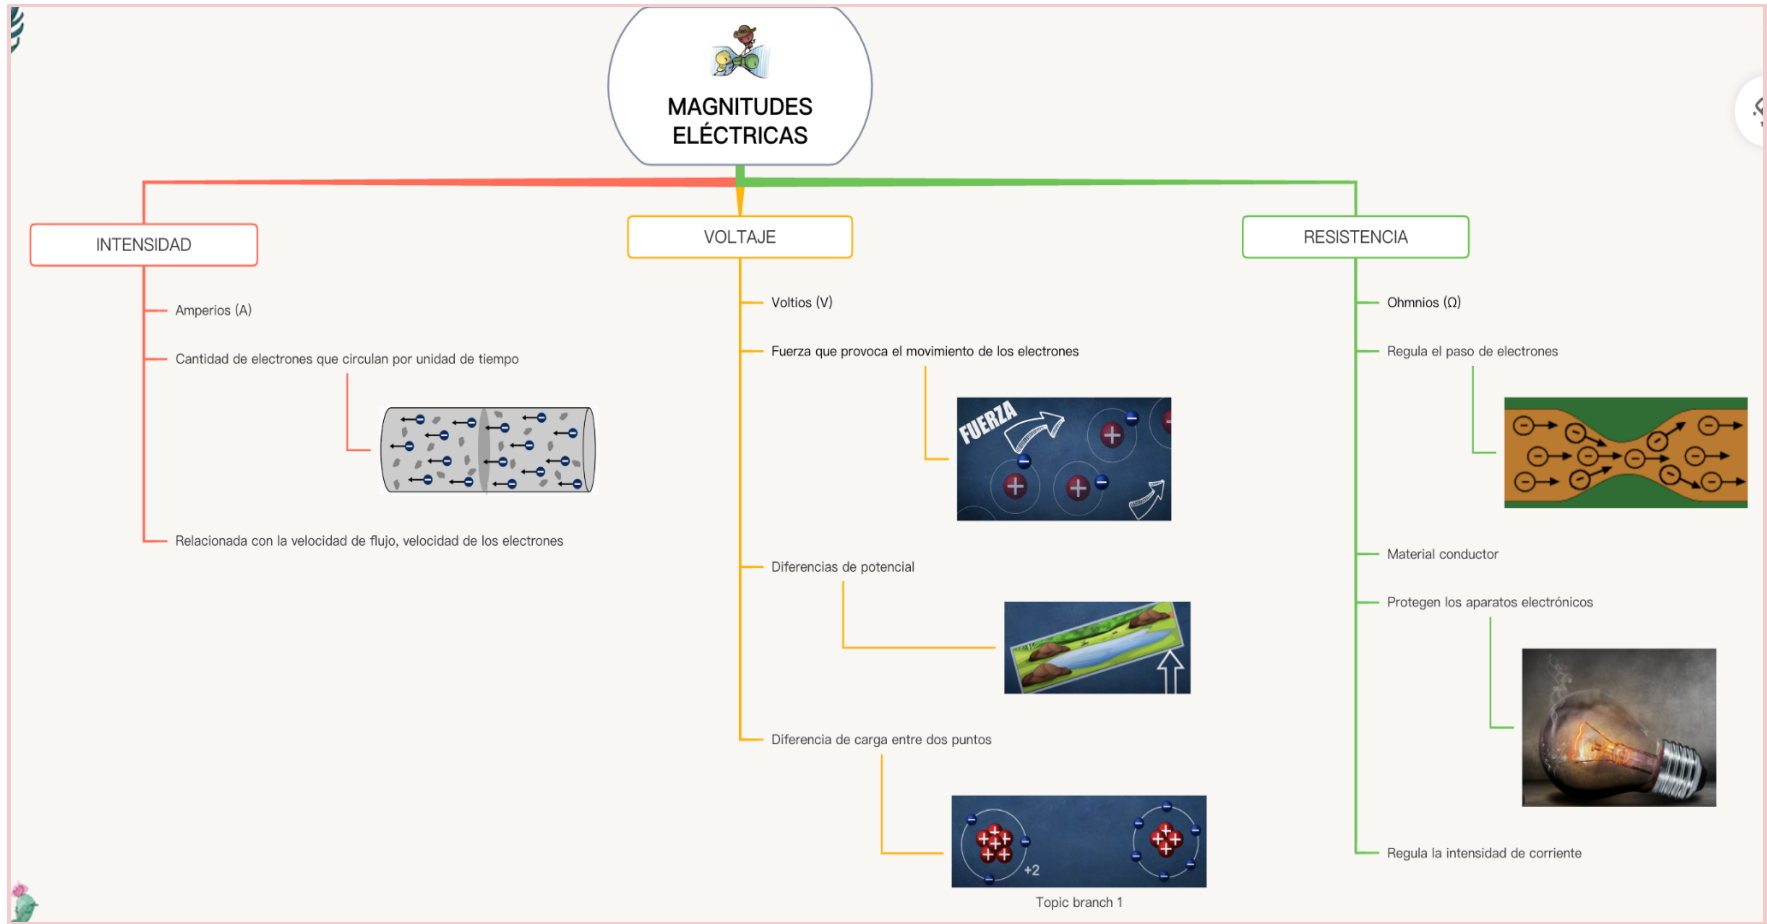 MAGNITUDES
ELÉCTRICAS
INTENSIDAD
Amperios (A)
Cantidad de electrones que circulan por unidad de tiempo
Relacionada con la velocidad de flujo, velocidad de los electrones
VOLTAJE
Voltios (V)
Fuerza que provoca el movimiento de los electrones
FUERZA
Diferencias de potencial
Diferencia de carga entre dos puntos
+2
Topic branch 1
RESISTENCIA
Ohmnios (Ω)
Regula el paso de electrones
Material conductor
Protegen los aparatos electrónicos
Regula la intensidad de corriente